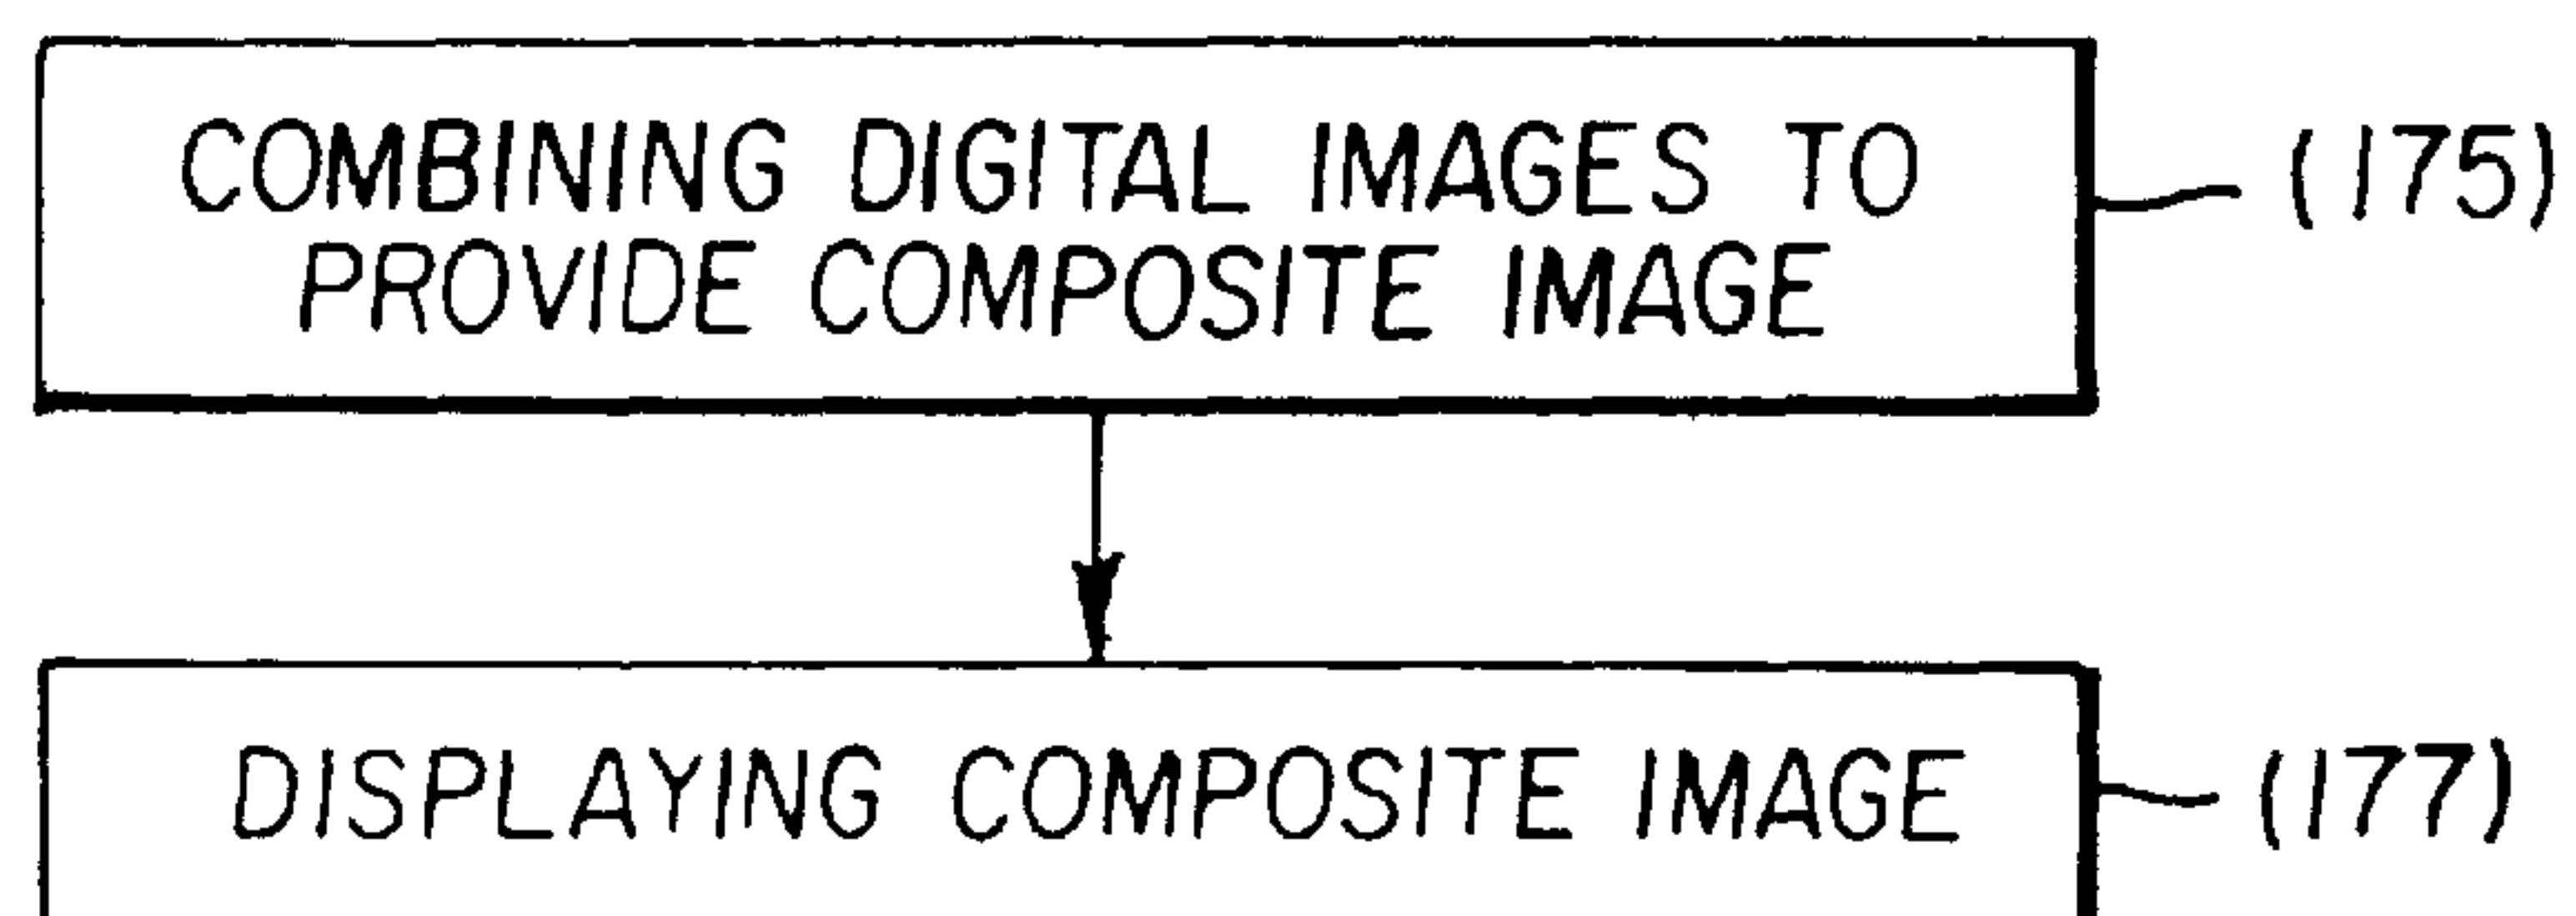 COMBINING DIGITAL IMAGES TO
PROVIDE COMPOSITE IMAGE
(175)
DISPLAYING COMPOSITE IMAGE
(177)